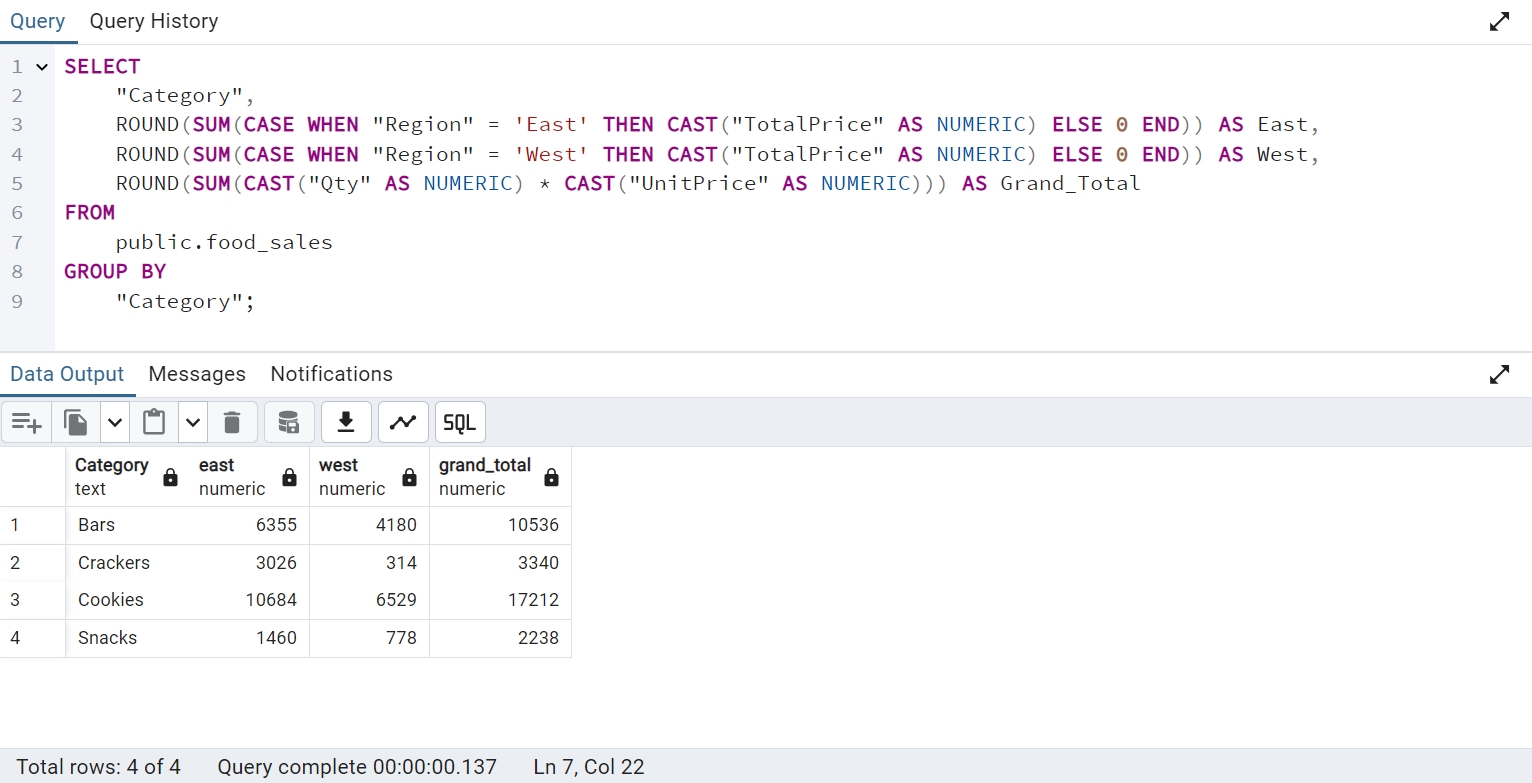 Query Query History
1 SELECT
2 "Category",
3 ROUND(SUM(CASE WHEN "Region" = 'East' THEN CAST("TotalPrice" AS NUMERIC) ELSE 0 END)) AS East,
4 ROUND(SUM(CASE WHEN "Region" = 'West' THEN CAST("TotalPrice" AS NUMERIC) ELSE 0 END)) AS West,
5 ROUND(SUM(CAST("Qty" AS NUMERIC) * CAST("UnitPrice" AS NUMERIC))) AS Grand_Total
6 FROM
7 public.food_sales
8 GROUP BY
9 "Category";
Data Output Messages Notifications
SQL
Category east west grand_total
text numeric numeric numeric
1 Bars 6355 4180 10536
2 Crackers 3026 314 3340
3 Cookies 10684 6529 17212
4 Snacks 1460 778 2238
Total rows: 4 of 4 Query complete 00:00:00.137 Ln 7, Col 22